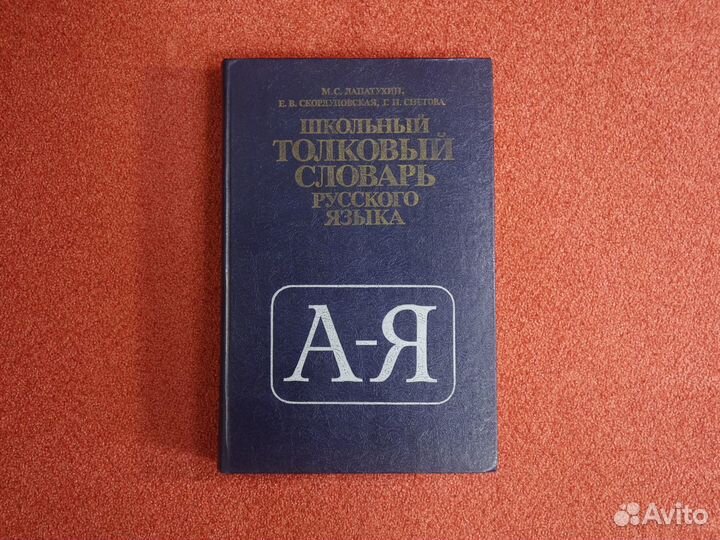 М.С. ЛАПАТУХИН,
Е.В. СКОРЛУПОВСКАЯ, Г.П. СНЕТОВА
ШКОЛЬНЫЙ
ТОЛКОВЫЙ
СЛОВАРЬ
РУССКОГО
ЯЗЫКА
А-Я
Avito